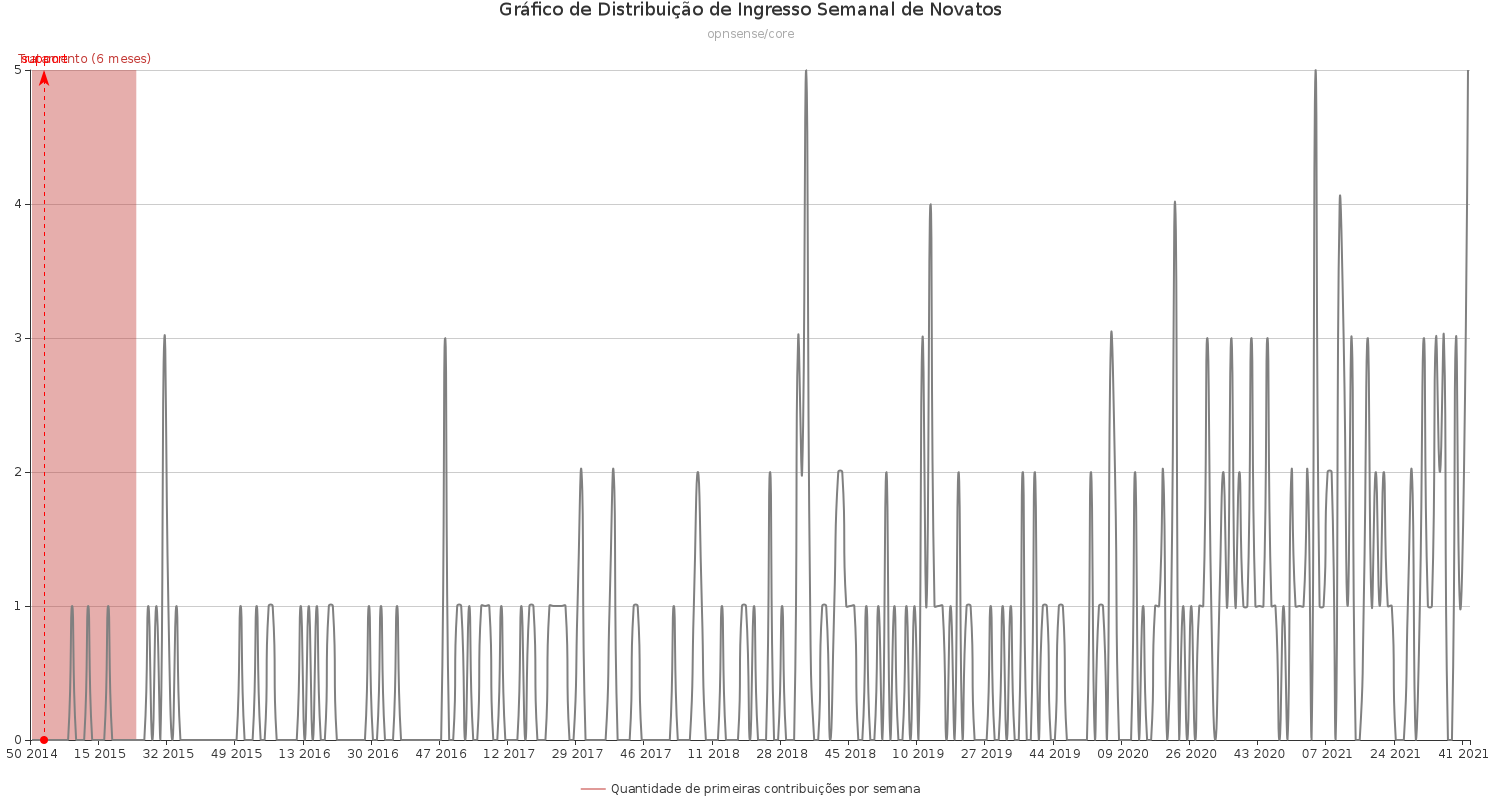 Gráfico de Distribuição de Ingresso Semanal de Novatos
opnsense/core
support
Tratamento (6 meses)
5
4
3
2
1
0
50 2014 15 2015 32 2015 49 2015 13 2016 30 2016 47 2016 12 2017 29 2017 46 2017 11 2018 28 2018 45 2018 10 2019 27 2019 44 2019 09 2020 26 2020 43 2020 07 2021 24 2021 41 2021
Quantidade de primeiras contribuições por semana